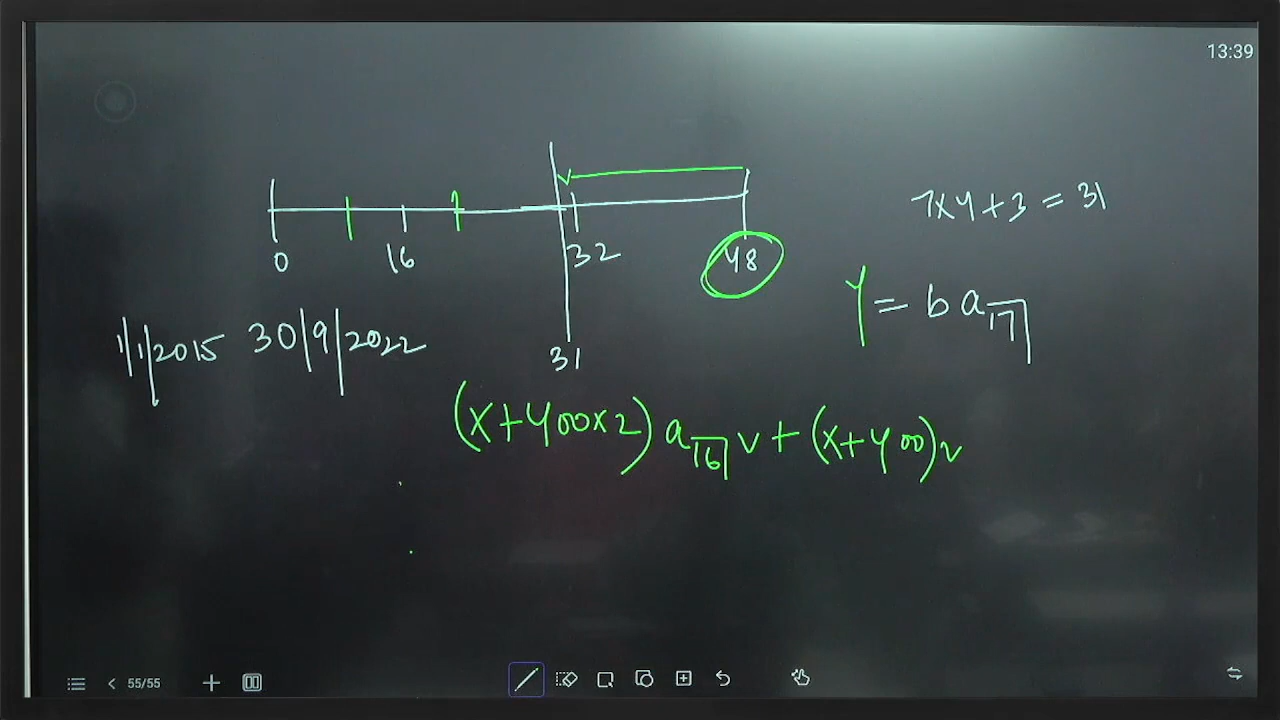 13:39
0 16 32 48
7x4+3 = 31
Y = b a17
1/1/2015 30/9/2022
31
(x+400x2) a16 v + (x+400)v
55/55